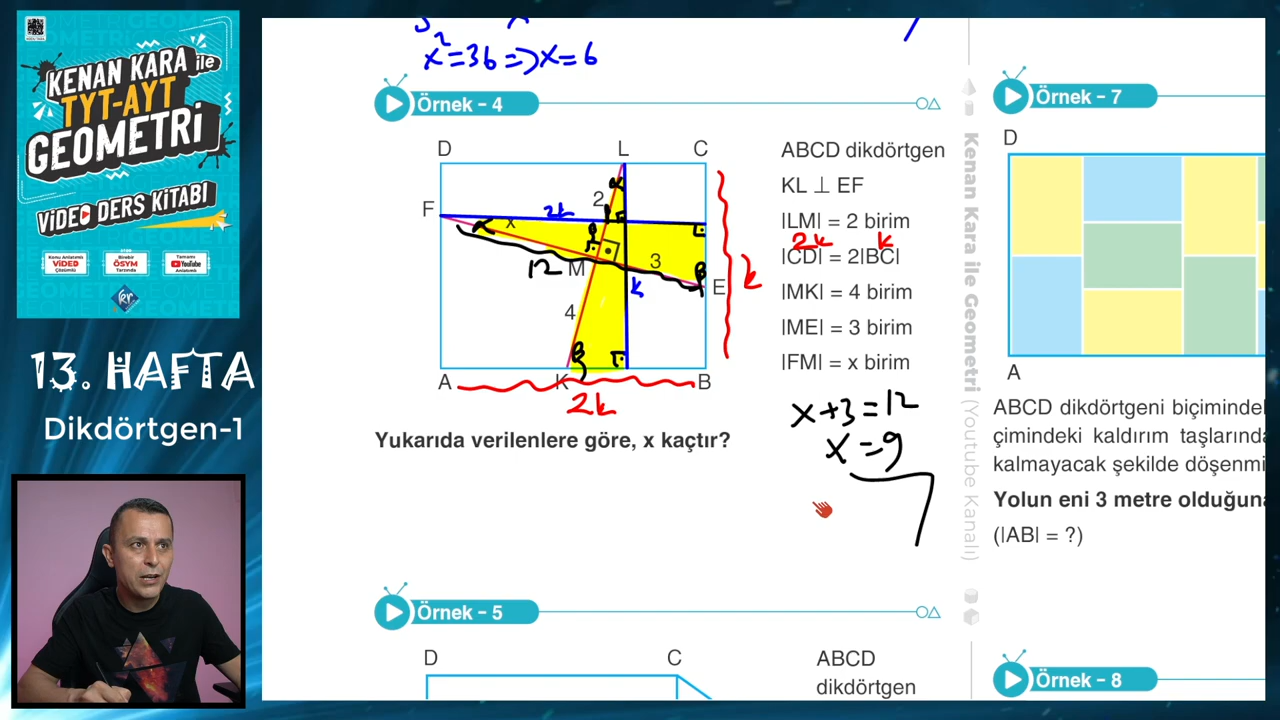 KENAN KARA ile
TYT-AYT
GEOMETRİ
ViDEO DERS KiTABI
13. HAFTA
Dikdörtgen-1
x²=36=>x=6
Örnek - 4
D
L
C
F
2
2k
x
α
α
12
M
3
β
E
4
k
k
β
A
K
B
2k
ABCD dikdörtgen
KL ⊥ EF
|LM| = 2 birim
2k k
|CD| = 2|BC|
|MK| = 4 birim
|ME| = 3 birim
|FM| = x birim
x+3=12
x=9
Yukarıda verilenlere göre, x kaçtır?
Örnek - 5
D
C
ABCD
dikdörtgen
Kenan Kara ile Geometri (Youtube Kanalı)
Örnek - 7
D
A
ABCD dikdörtgeni biçimindel
çimindeki kaldırım taşlarında
kalmayacak şekilde döşenmi
Yolun eni 3 metre olduğuna
(|AB| = ?)
Örnek - 8